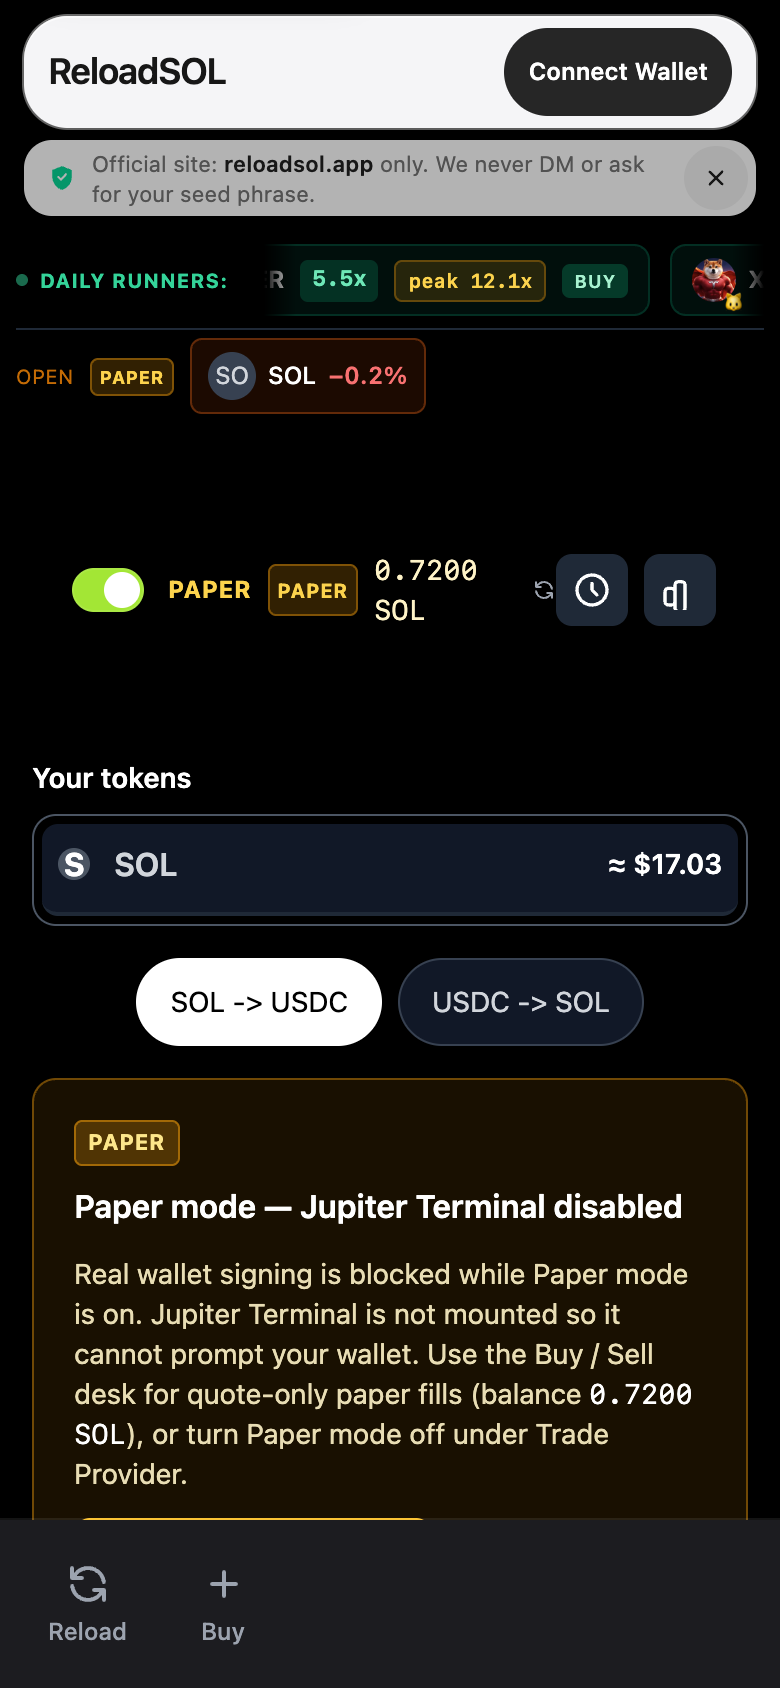 ReloadSOL
Connect Wallet
Official site: reloadsol.app only. We never DM or ask
for your seed phrase.
DAILY RUNNERS:
5.5x
peak 12.1x
BUY
OPEN
PAPER
SO
SOL −0.2%
PAPER
PAPER
0.7200
SOL
Your tokens
S
SOL
≈ $17.03
SOL -> USDC
USDC -> SOL
PAPER
Paper mode — Jupiter Terminal disabled
Real wallet signing is blocked while Paper mode
is on. Jupiter Terminal is not mounted so it
cannot prompt your wallet. Use the Buy / Sell
desk for quote-only paper fills (balance 0.7200
SOL), or turn Paper mode off under Trade
Provider.
Reload
Buy